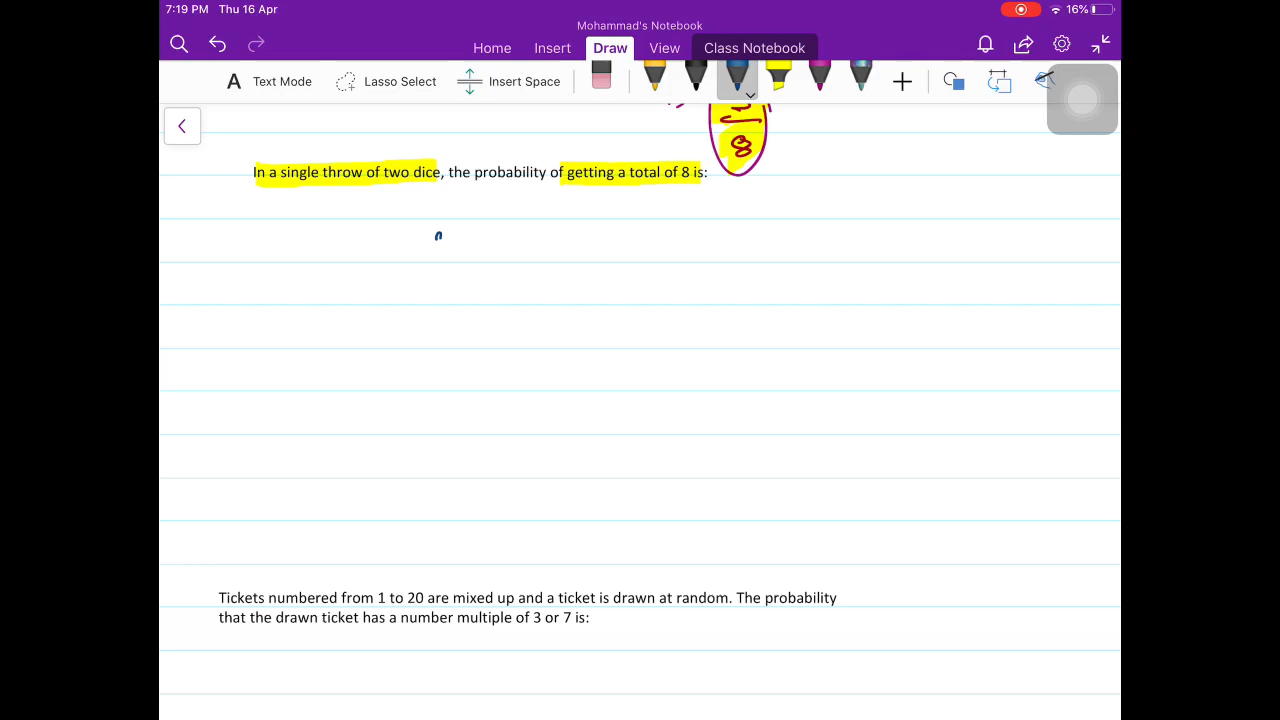 7:19 PM Thu 16 Apr 16%
Mohammad's Notebook
Home Insert Draw View Class Notebook
A Text Mode Lasso Select Insert Space
8
In a single throw of two dice, the probability of getting a total of 8 is:
Tickets numbered from 1 to 20 are mixed up and a ticket is drawn at random. The probability
that the drawn ticket has a number multiple of 3 or 7 is: